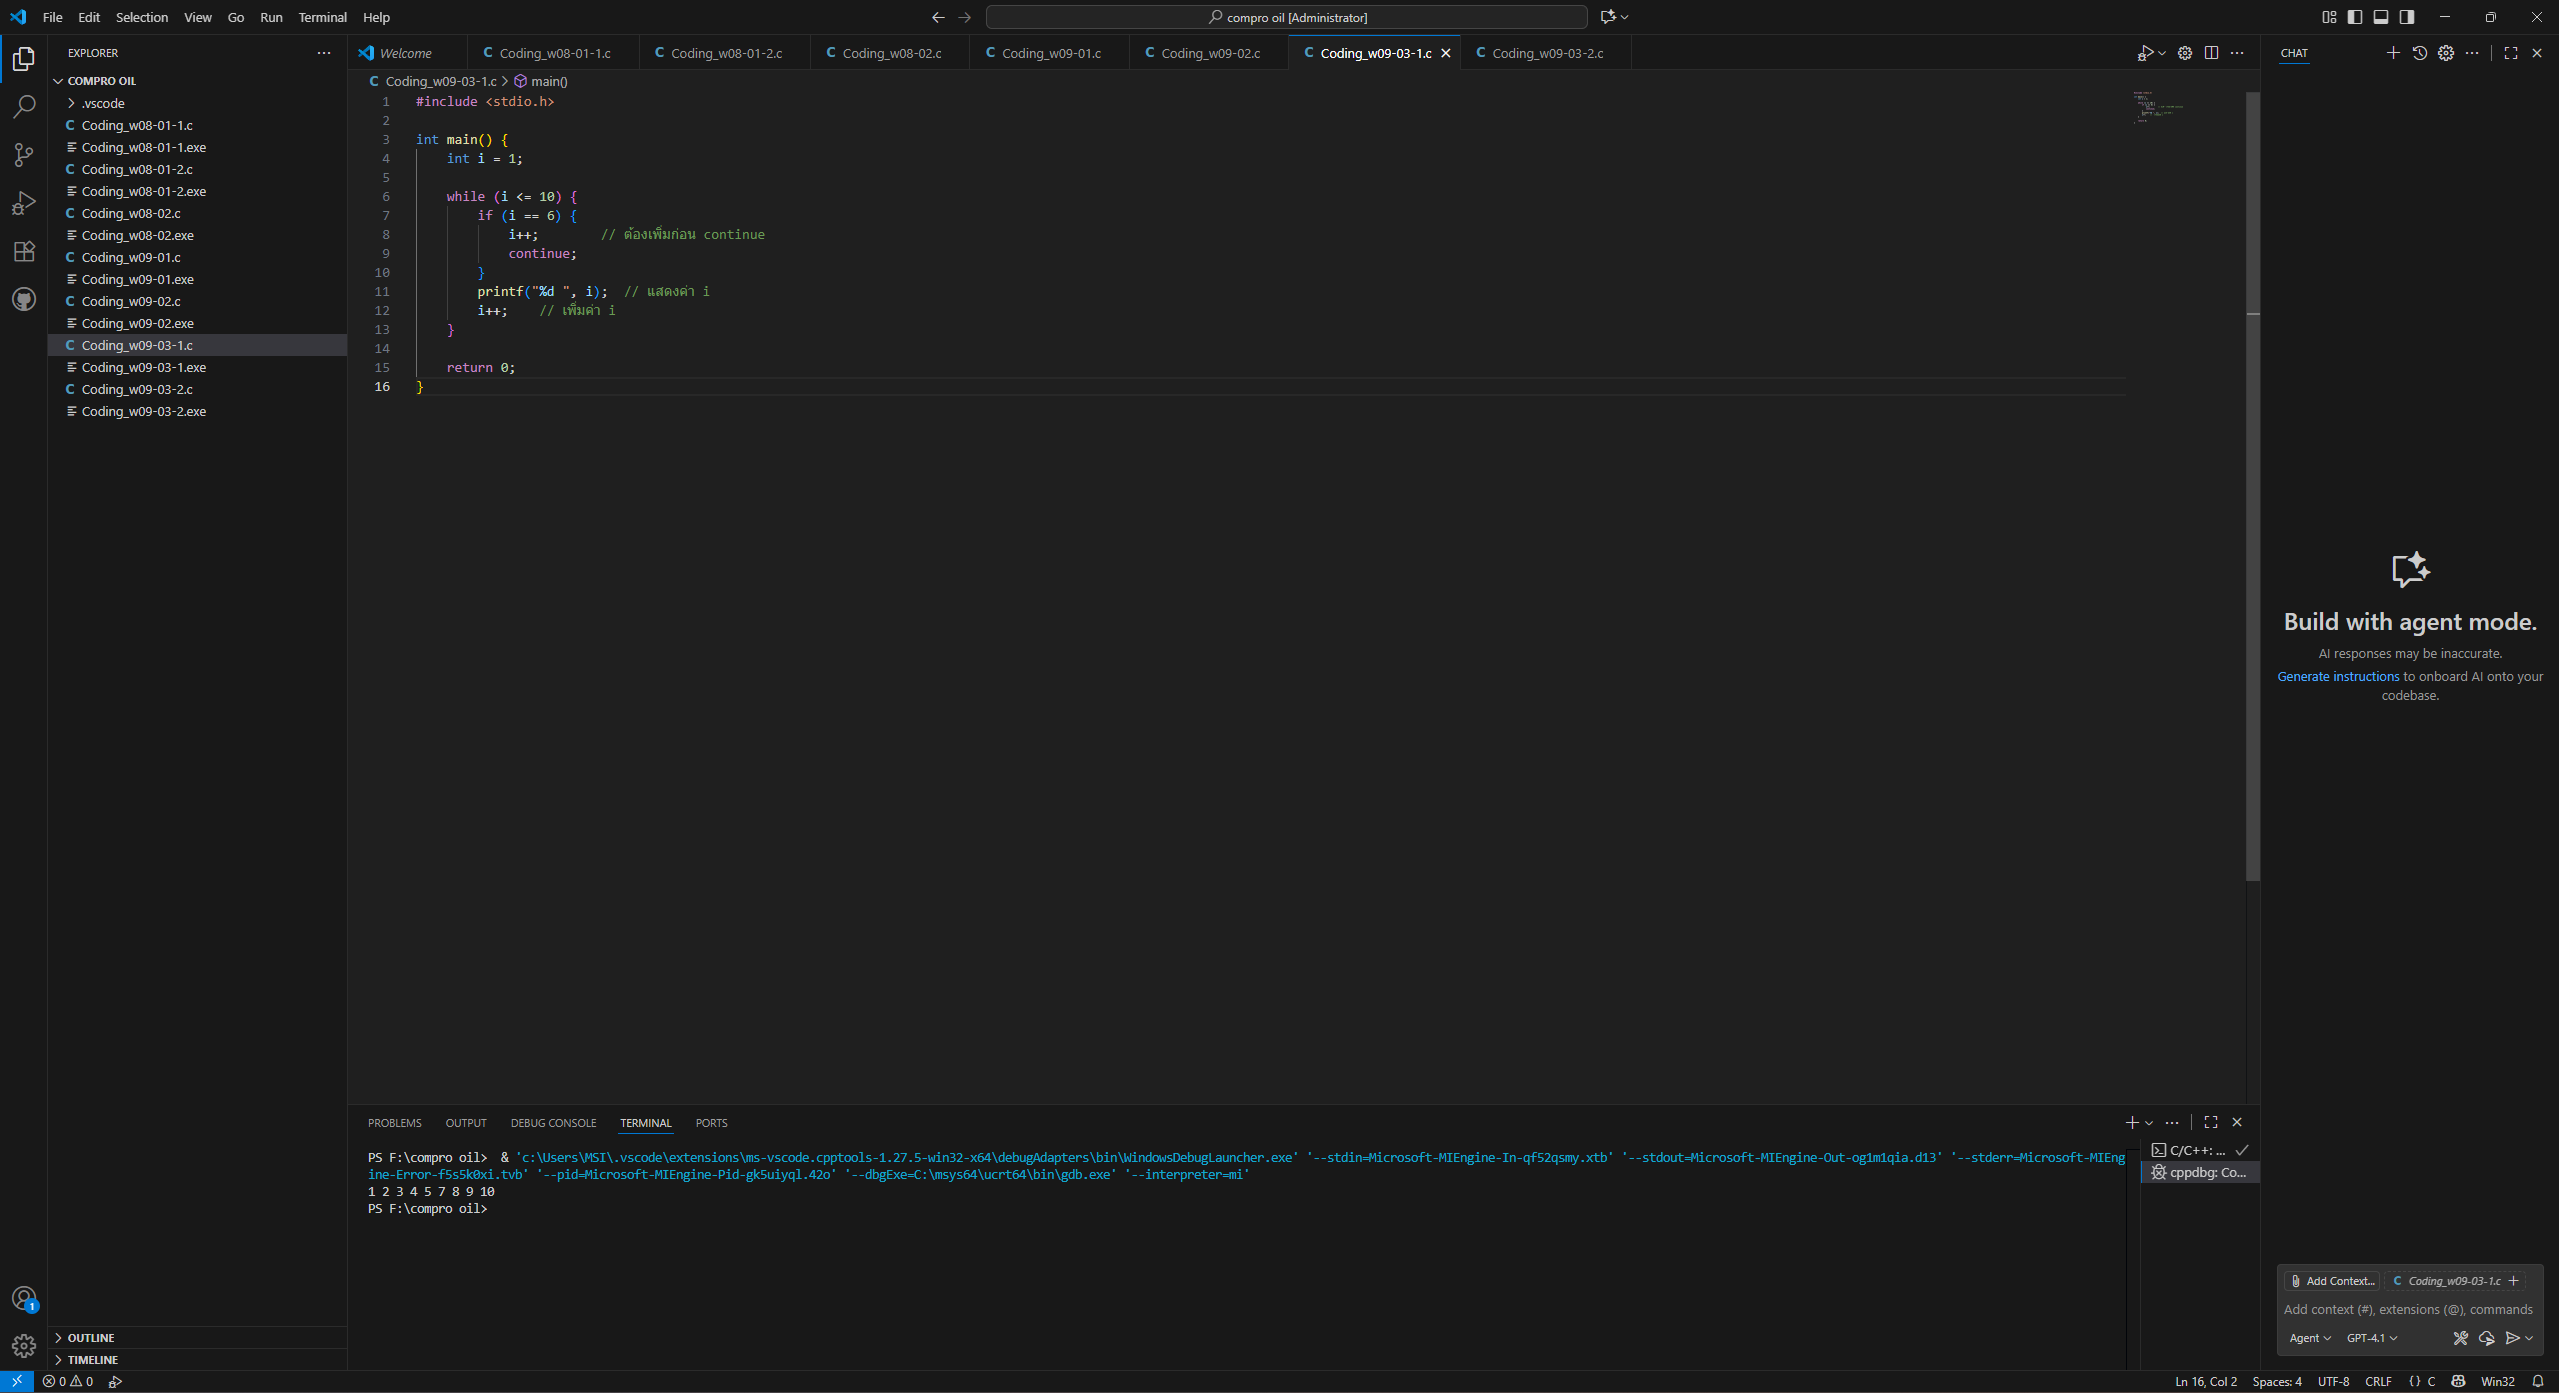 File Edit Selection View Go Run Terminal Help
compro oil [Administrator]
EXPLORER
COMPRO OIL
.vscode
Coding_w08-01-1.c
Coding_w08-01-1.exe
Coding_w08-01-2.c
Coding_w08-01-2.exe
Coding_w08-02.c
Coding_w08-02.exe
Coding_w09-01.c
Coding_w09-01.exe
Coding_w09-02.c
Coding_w09-02.exe
Coding_w09-03-1.c
Coding_w09-03-1.exe
Coding_w09-03-2.c
Coding_w09-03-2.exe
OUTLINE
TIMELINE
Welcome Coding_w08-01-1.c Coding_w08-01-2.c Coding_w08-02.c Coding_w09-01.c Coding_w09-02.c Coding_w09-03-1.c Coding_w09-03-2.c
Coding_w09-03-1.c > main()
1 #include <stdio.h>
2
3 int main() {
4 int i = 1;
5
6 while (i <= 10) {
7 if (i == 6) {
8 i++; // ต้องเพิ่มก่อน continue
9 continue;
10 }
11 printf("%d ", i); // แสดงค่า i
12 i++; // เพิ่มค่า i
13 }
14
15 return 0;
16 }
PROBLEMS OUTPUT DEBUG CONSOLE TERMINAL PORTS
PS F:\compro oil> & 'c:\Users\MSI\.vscode\extensions\ms-vscode.cpptools-1.27.5-win32-x64\debugAdapters\bin\WindowsDebugLauncher.exe' '--stdin=Microsoft-MIEngine-In-qf52qsmy.xtb' '--stdout=Microsoft-MIEngine-Out-og1m1qia.d13' '--stderr=Microsoft-MIEng
ine-Error-f5s5k0xi.tvb' '--pid=Microsoft-MIEngine-Pid-gk5uiyql.42o' '--dbgExe=C:\msys64\ucrt64\bin\gdb.exe' '--interpreter=mi'
1 2 3 4 5 7 8 9 10
PS F:\compro oil>
C/C++: ...
cppdbg: Co...
CHAT
Build with agent mode.
AI responses may be inaccurate.
Generate instructions to onboard AI onto your
codebase.
Add Context... Coding_w09-03-1.c
Add context (#), extensions (@), commands
Agent GPT-4.1
1
0 0
Ln 16, Col 2 Spaces: 4 UTF-8 CRLF {} C Win32